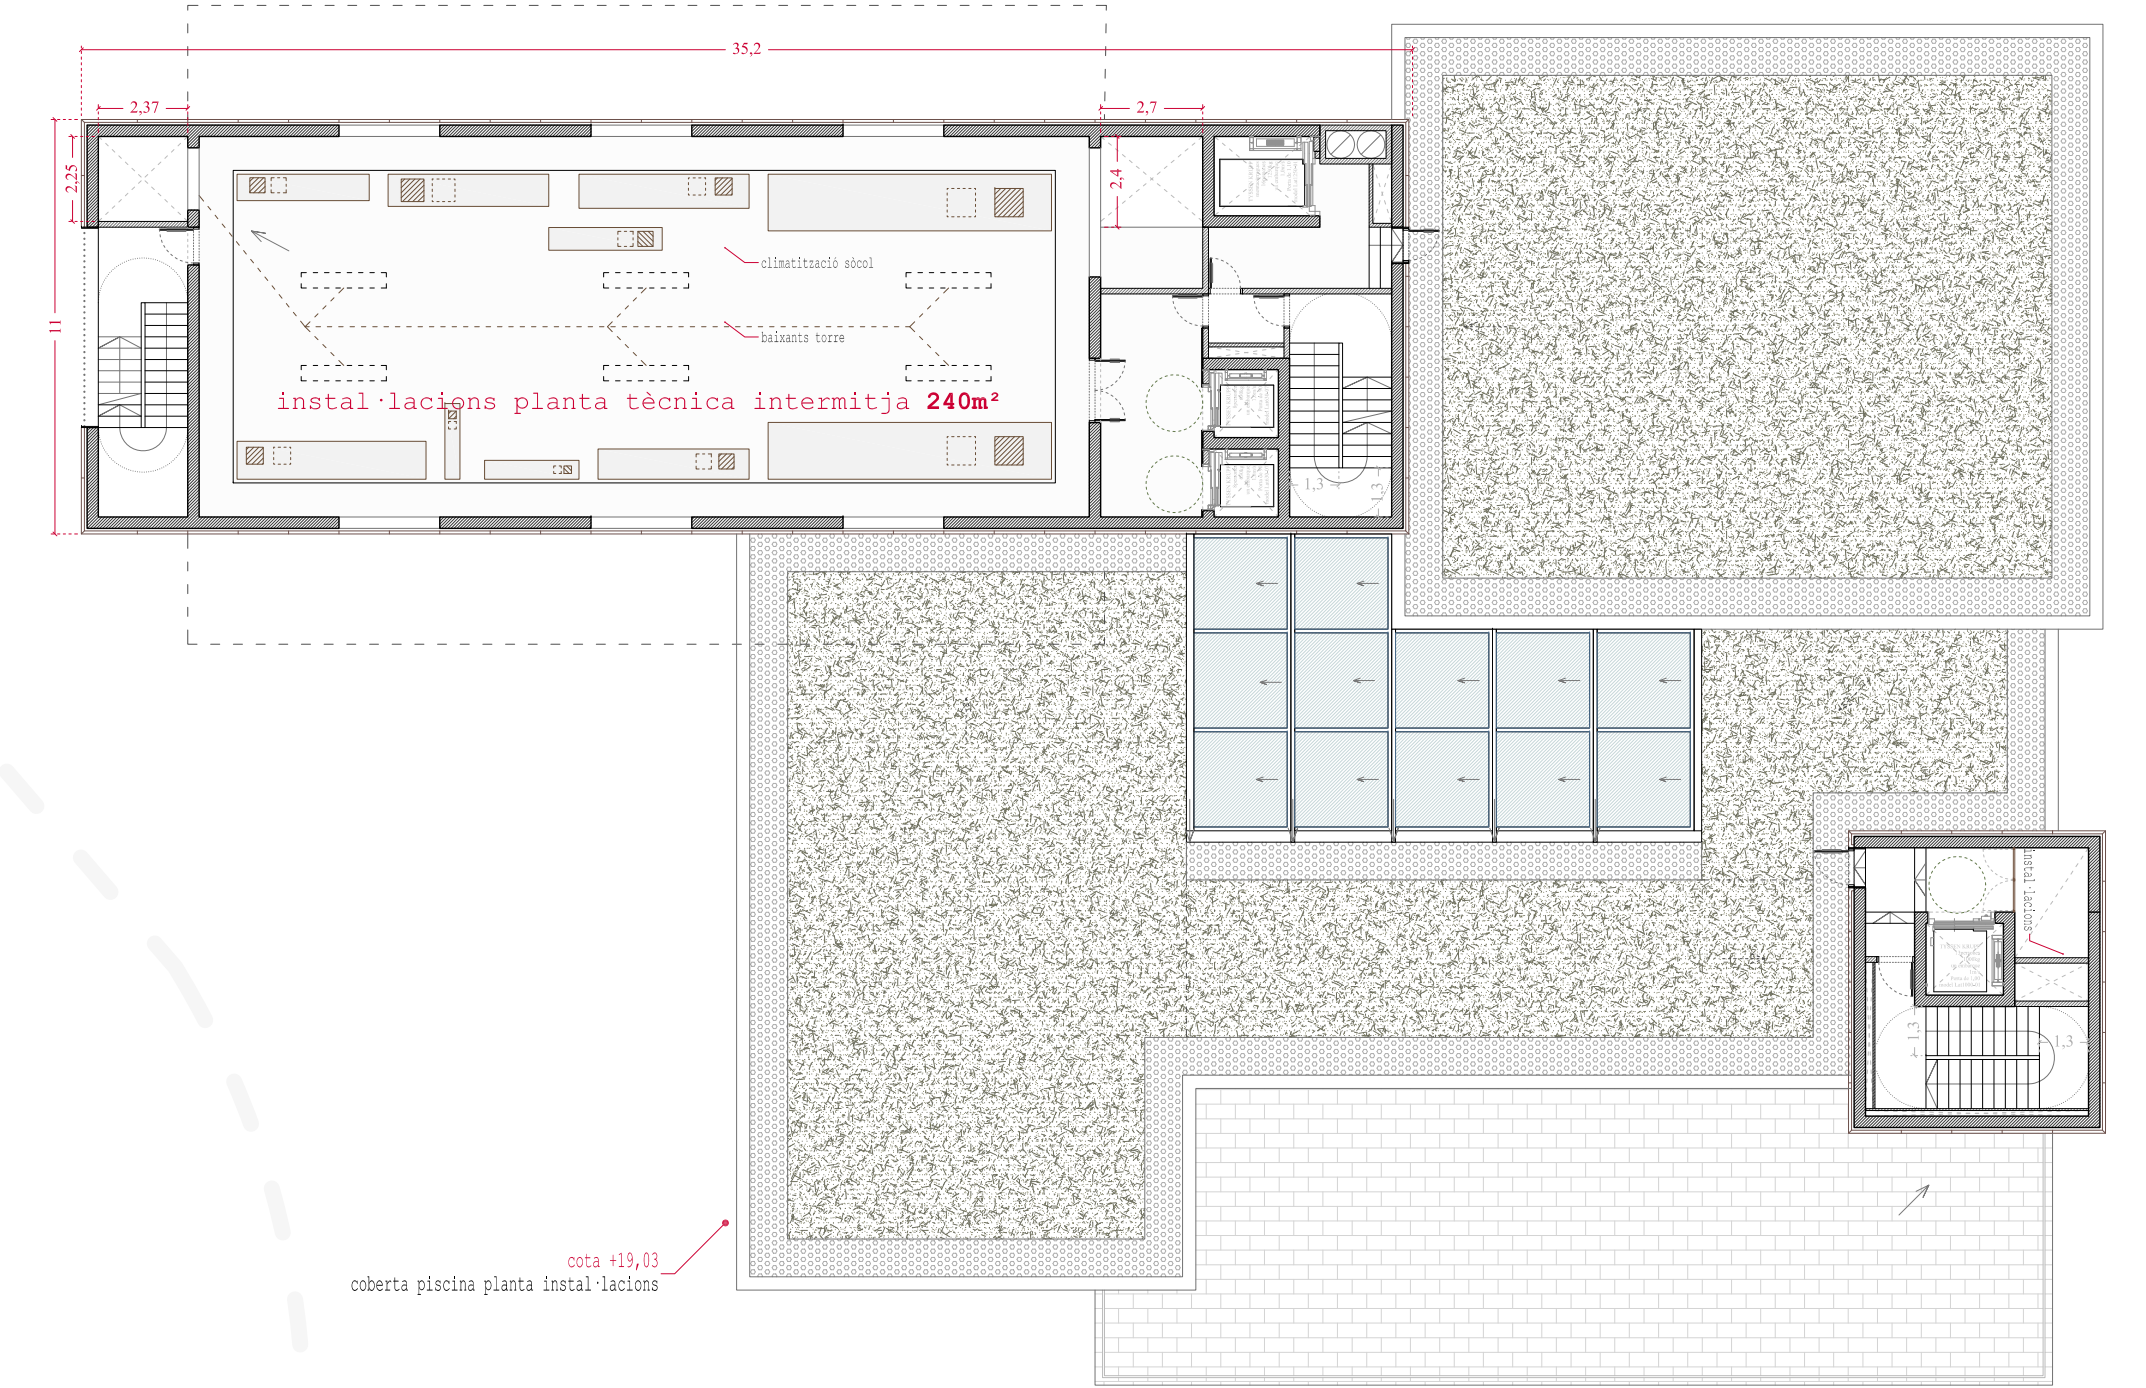 35,2
2,37
2,7
2,25
2,4
climatització sòcol
11
baixants torre
instal·lacions planta tècnica intermitja 240m²
1,3
1,3
instal·lacions
1,3
1,3
cota +19,03
coberta piscina planta instal·lacions